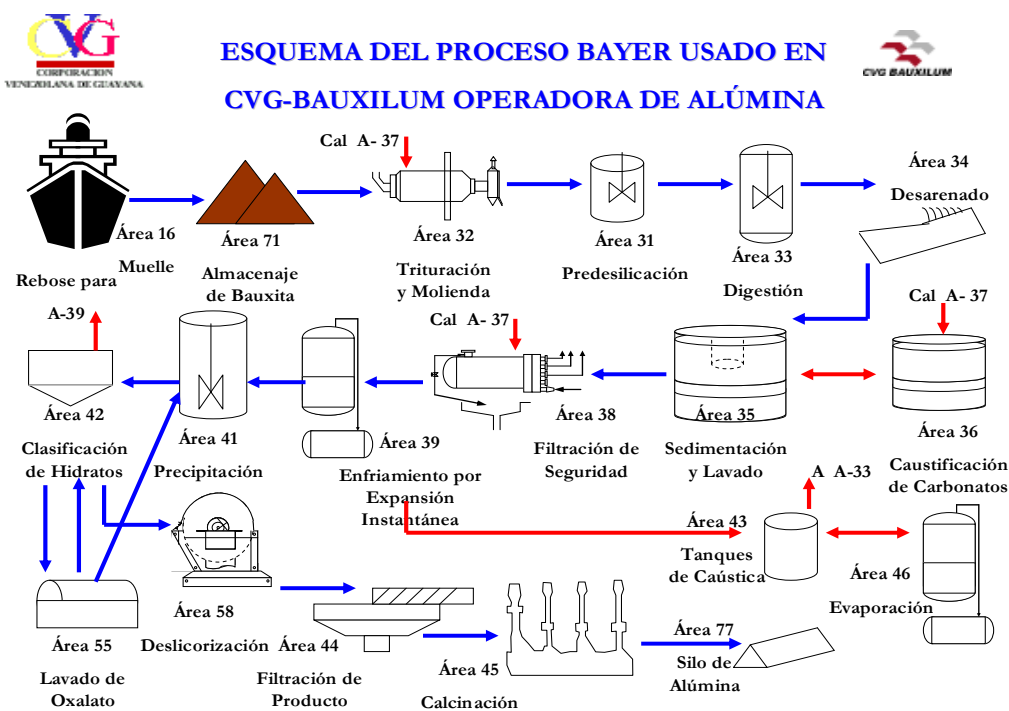 CVG
CORPORACION
VENEZOLANA DE GUAYANA
ESQUEMA DEL PROCESO BAYER USADO EN
CVG-BAUXILUM OPERADORA DE ALÚMINA
CVG BAUXILUM
Cal A- 37
Área 16
Muelle
Área 71
Almacenaje
de Bauxita
Área 32
Trituración
y Molienda
Área 31
Predesilicación
Área 33
Digestión
Área 34
Desarenado
Rebose para
A-39
Cal A- 37
Cal A- 37
Área 42
Clasificación
de Hidratos
Área 41
Precipitación
Área 39
Enfriamiento por
Expansión
Instantánea
Área 38
Filtración de
Seguridad
Área 35
Sedimentación
y Lavado
Área 36
Caustificación
de Carbonatos
A A-33
Área 43
Tanques
de Caústica
Área 46
Evaporación
Área 55
Lavado de
Oxalato
Área 58
Deslicorización
Área 44
Filtración de
Producto
Área 45
Calcinación
Área 77
Silo de
Alúmina